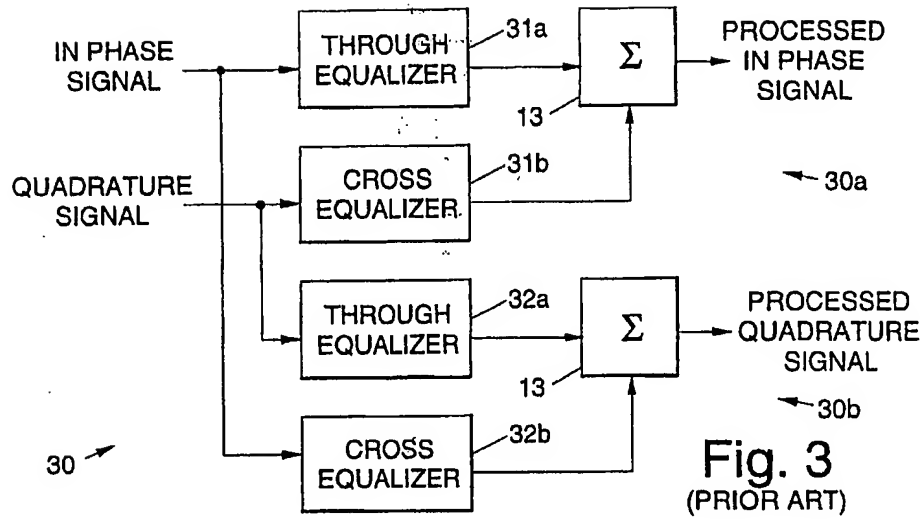 IN PHASE
SIGNAL
THROUGH
EQUALIZER
31a
Σ
13
PROCESSED
IN PHASE
SIGNAL
QUADRATURE
SIGNAL
CROSS
EQUALIZER
31b
30a
THROUGH
EQUALIZER
32a
Σ
13
PROCESSED
QUADRATURE
SIGNAL
30b
30
CROSS
EQUALIZER
32b
Fig. 3
(PRIOR ART)